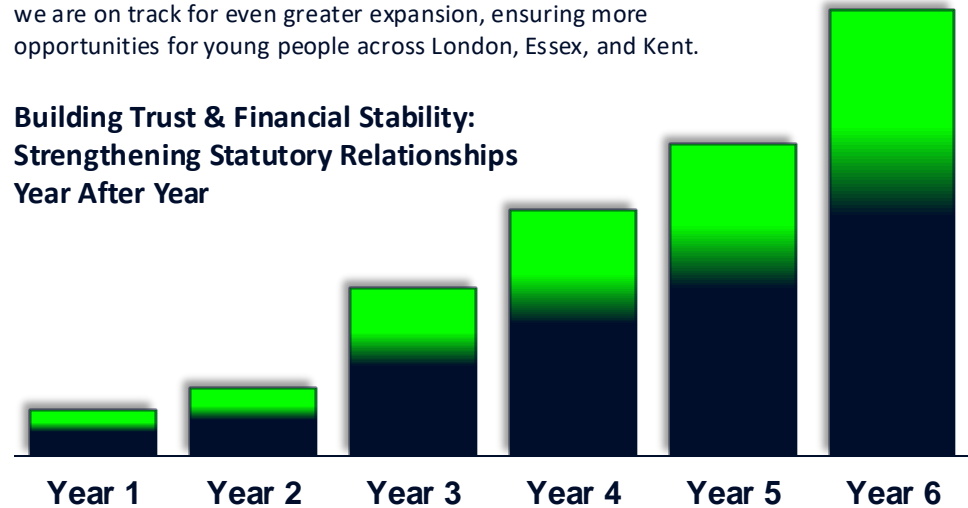 we are on track for even greater expansion, ensuring more
opportunities for young people across London, Essex, and Kent.
Building Trust & Financial Stability:
Strengthening Statutory Relationships
Year After Year
Year 1 Year 2 Year 3 Year 4 Year 5 Year 6